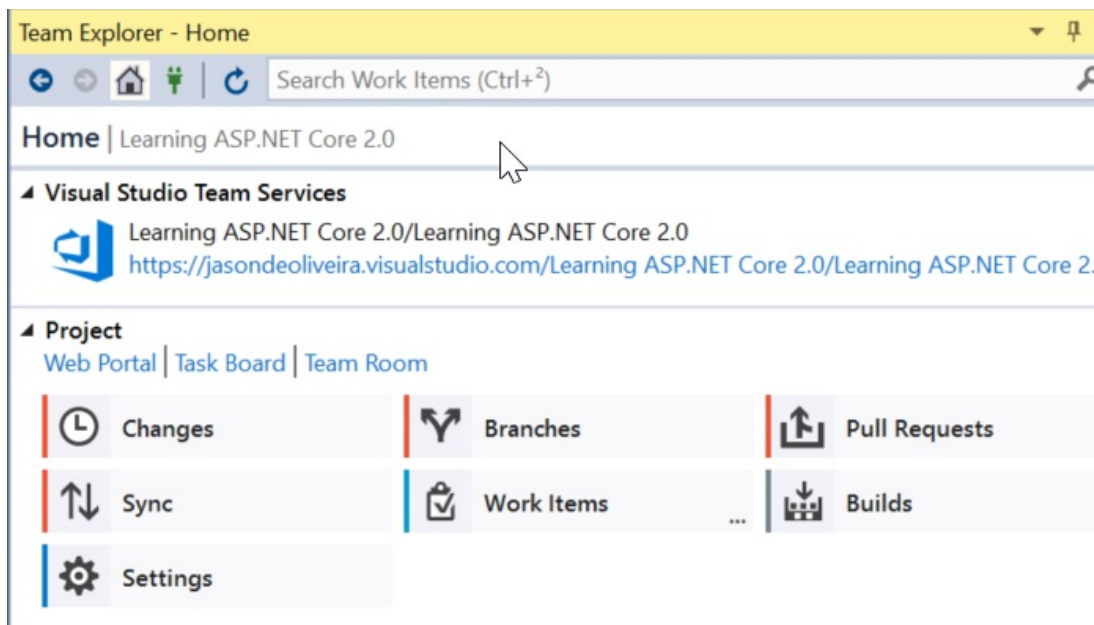 Team Explorer - Home
Search Work Items (Ctrl+²)
Home | Learning ASP.NET Core 2.0
Visual Studio Team Services
Learning ASP.NET Core 2.0/Learning ASP.NET Core 2.0
https://jasondeoliveira.visualstudio.com/Learning ASP.NET Core 2.0/Learning ASP.NET Core 2.
Project
Web Portal | Task Board | Team Room
Changes Branches Pull Requests
Sync Work Items ... Builds
Settings